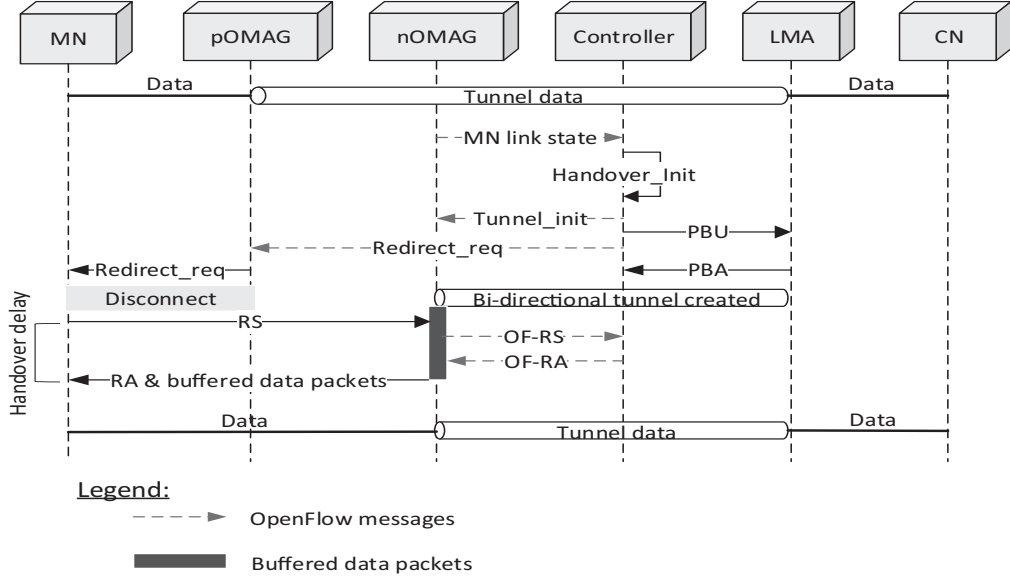 MN pOMAG nOMAG Controller LMA CN
Data Tunnel data Data
MN link state
Handover_Init
Tunnel_init
PBU
Redirect_req
Redirect_req
PBA
Disconnect
Bi-directional tunnel created
Handover delay
RS
OF-RS
OF-RA
RA & buffered data packets
Data Tunnel data Data
Legend:
OpenFlow messages
Buffered data packets